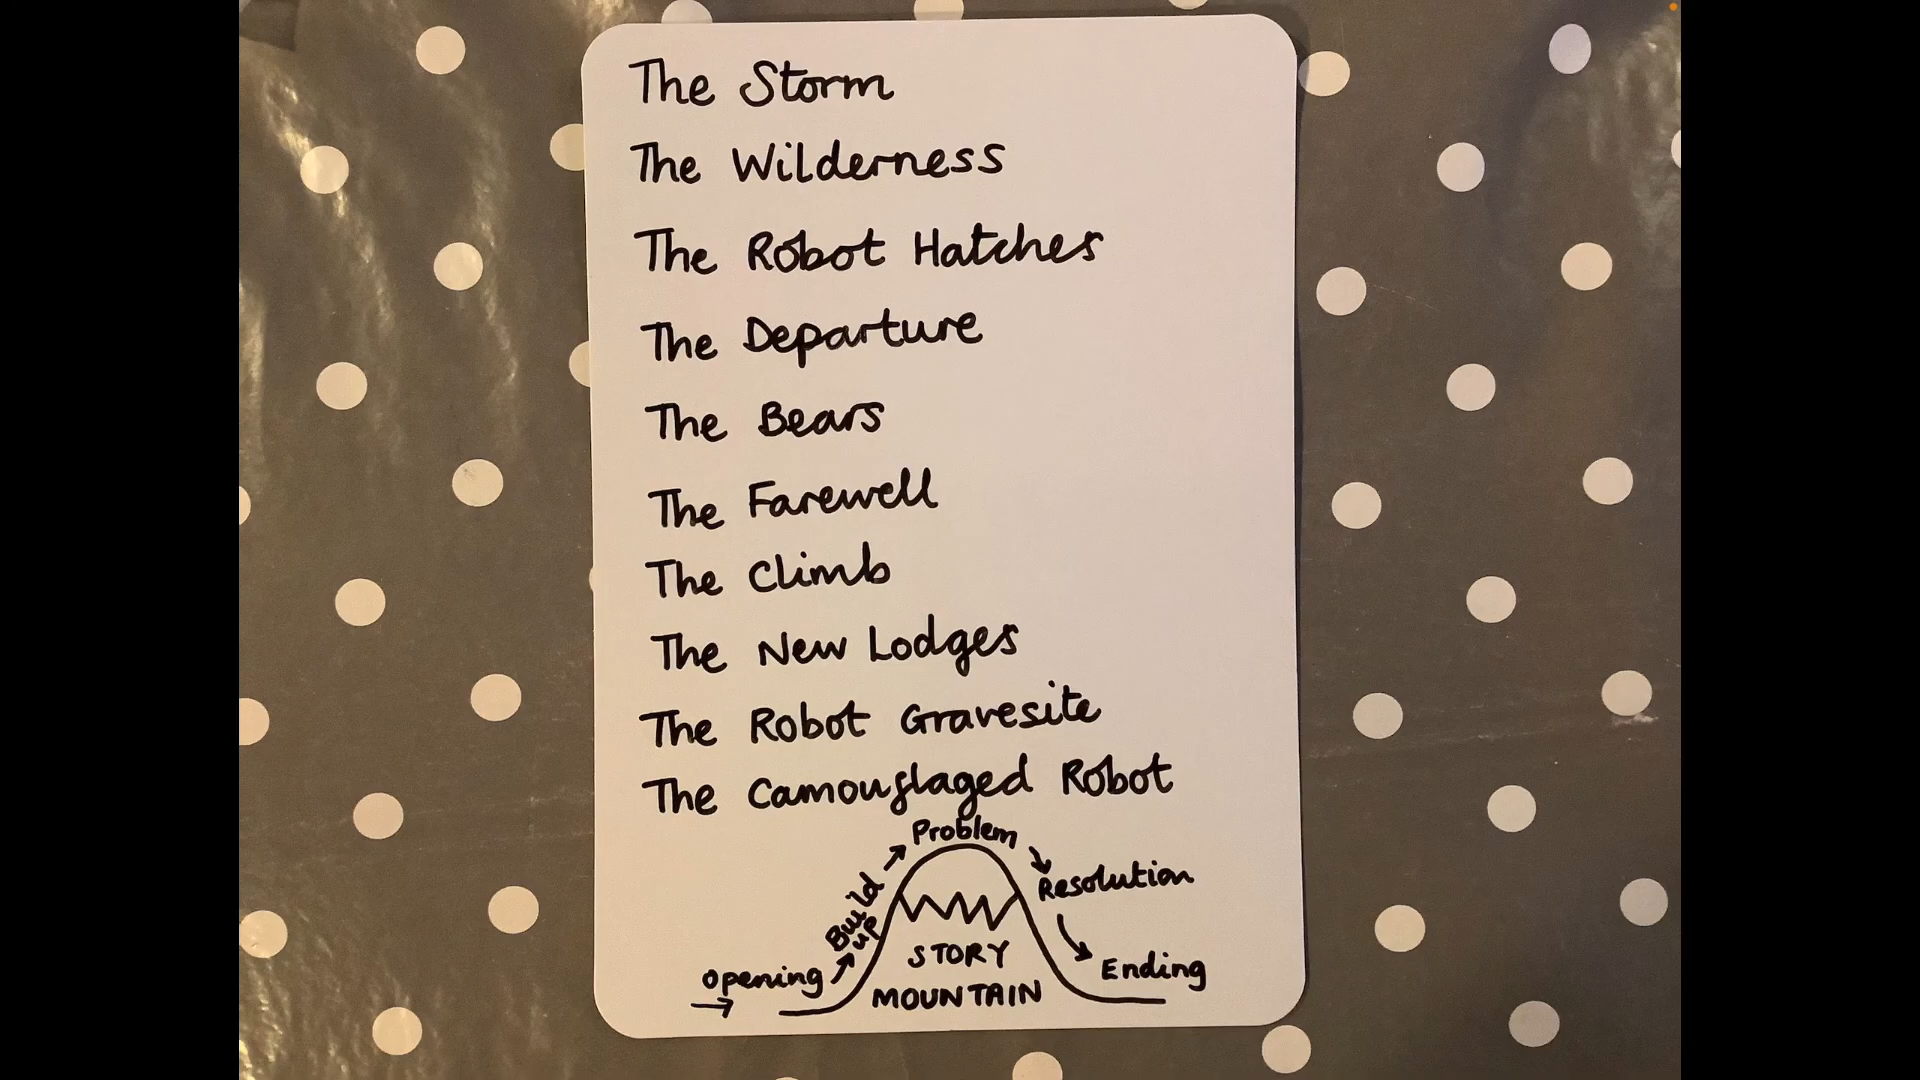 The Storm
The Wilderness
The Robot Hatches
The Departure
The Bears
The Farewell
The Climb
The New Lodges
The Robot Gravesite
The Camouflaged Robot
Problem
Build up
Resolution
Opening
STORY
MOUNTAIN
Ending